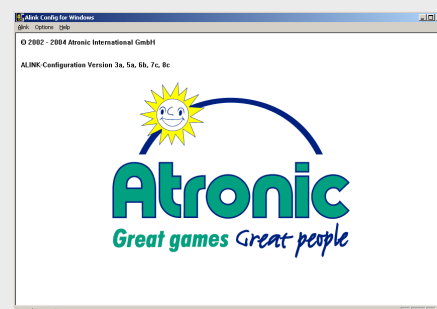 Alink Config for Windows
Alink Options Help
© 2002 - 2004 Atronic International GmbH
ALINK-Configuration Version 3a, 5a, 6b, 7c, 8c
Atronic
Great games Great people